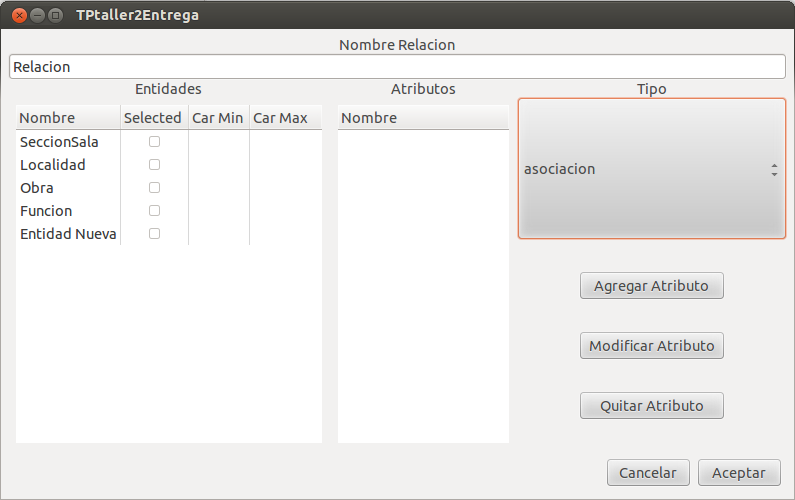 TPtaller2Entrega
Nombre Relacion
Relacion
Entidades
Atributos
Tipo
Nombre Selected Car Min Car Max
Nombre
SeccionSala
Localidad
Obra
Funcion
Entidad Nueva
asociacion
Agregar Atributo
Modificar Atributo
Quitar Atributo
Cancelar Aceptar